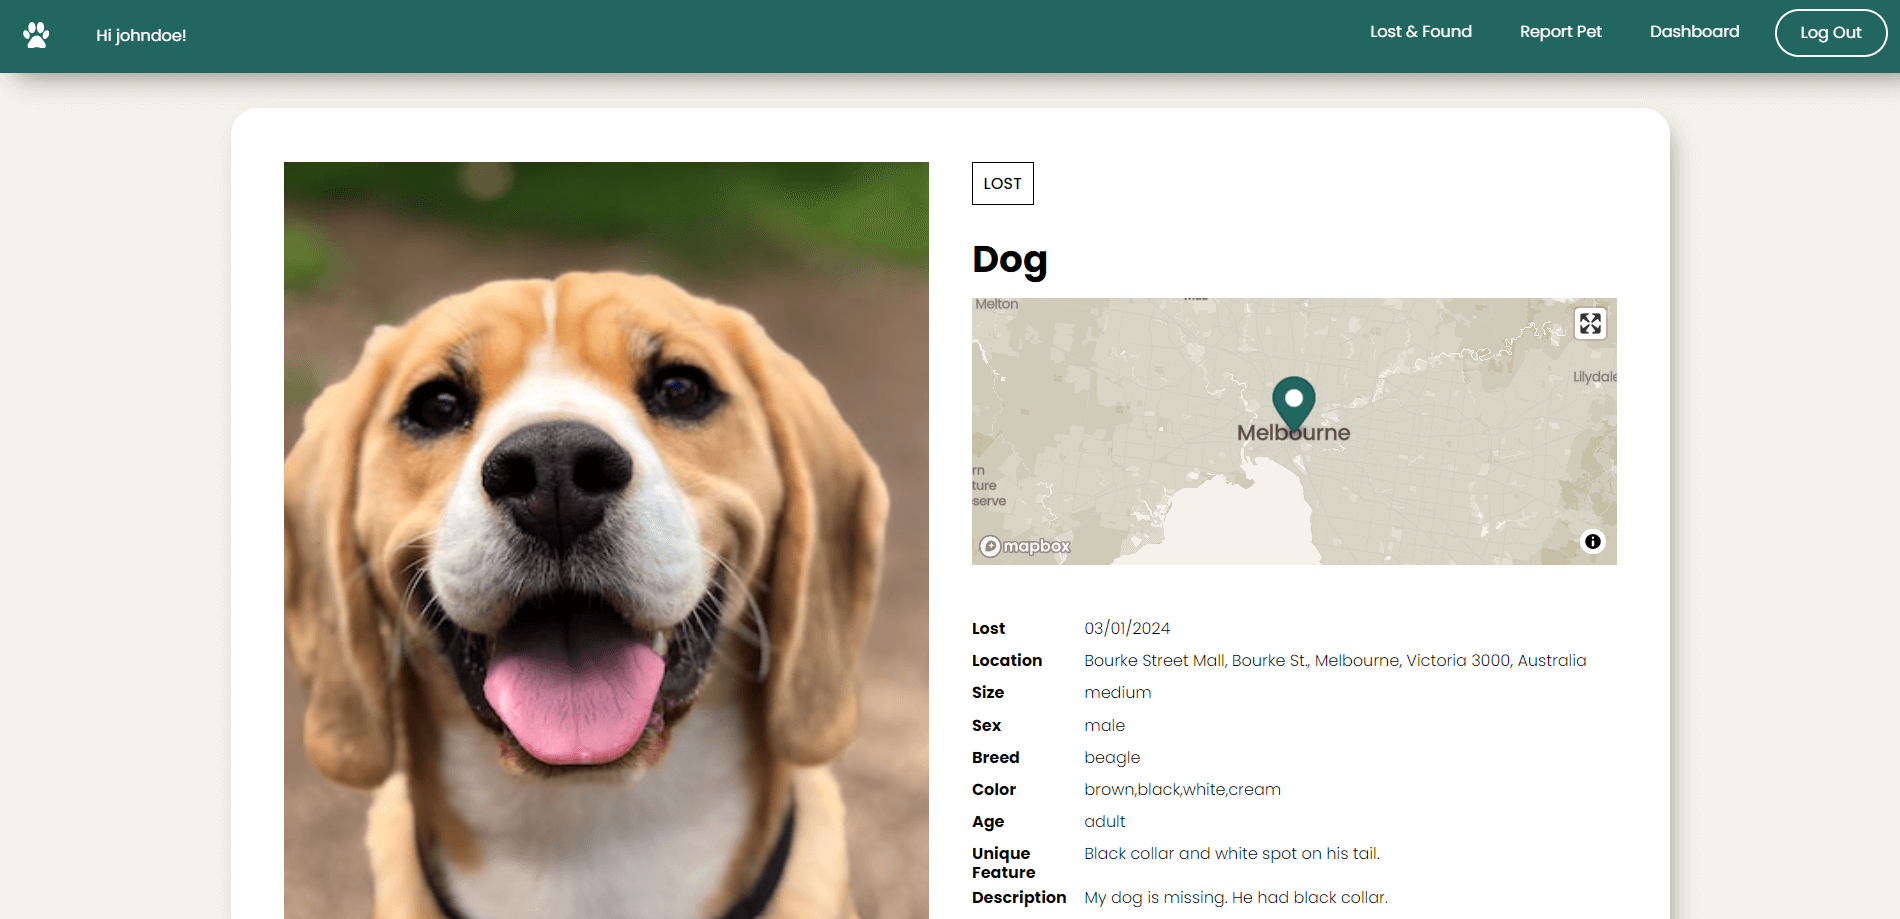 Hi johndoe!
Lost & Found
Report Pet
Dashboard
Log Out
LOST
Dog
Melton
Lilydale
Melbourne
rn
ture
serve
mapbox
Lost 03/01/2024
Location Bourke Street Mall, Bourke St., Melbourne, Victoria 3000, Australia
Size medium
Sex male
Breed beagle
Color brown,black,white,cream
Age adult
Unique Black collar and white spot on his tail.
Feature
Description My dog is missing. He had black collar.